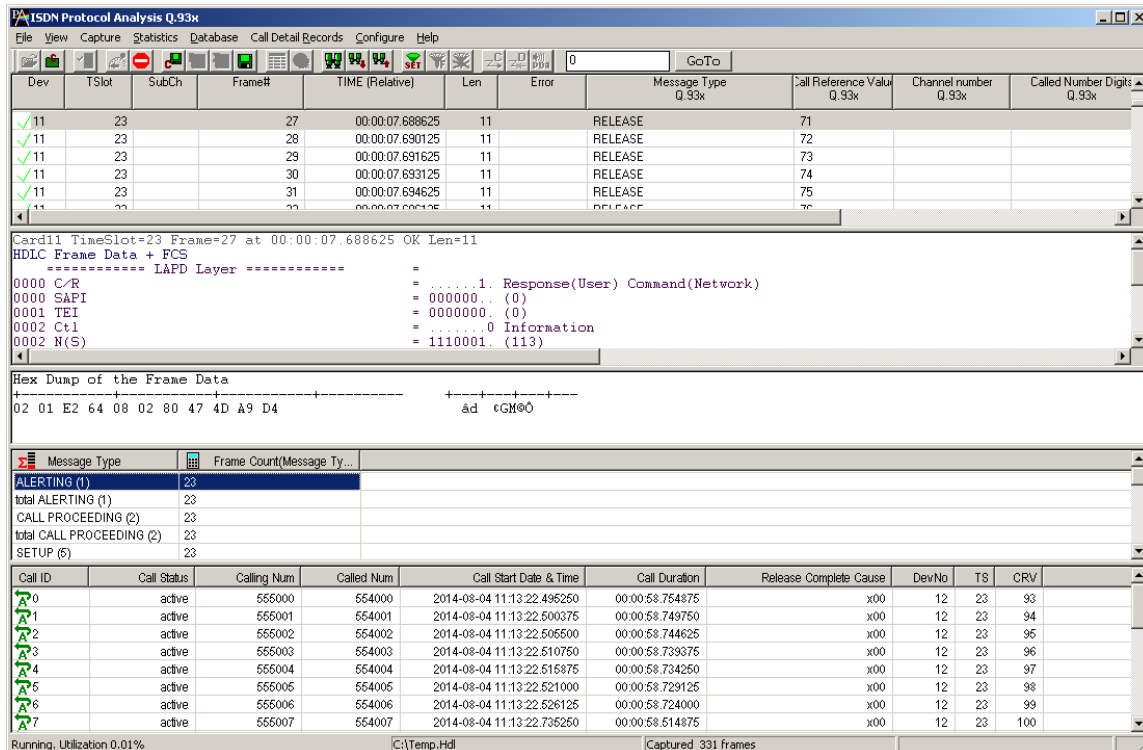 ISDN Protocol Analysis Q.93x
File View Capture Statistics Database Call Detail Records Configure Help
0 GoTo
Dev TSlot SubCh Frame# TIME (Relative) Len Error Message Type Q.93x Call Reference Value Q.93x Channel number Q.93x Called Number Digits Q.93x
11 23 27 00:00:07.688625 11 RELEASE 71
11 23 28 00:00:07.690125 11 RELEASE 72
11 23 29 00:00:07.691625 11 RELEASE 73
11 23 30 00:00:07.693125 11 RELEASE 74
11 23 31 00:00:07.694625 11 RELEASE 75
Card11 TimeSlot=23 Frame=27 at 00:00:07.688625 OK Len=11
HDLC Frame Data + FCS
============ LAPD Layer ============ =
0000 C/R = ......1. Response(User) Command(Network)
0000 SAPI = 000000.. (0)
0001 TEI = 0000000. (0)
0002 Ctl = .......0 Information
0002 N(S) = 1110001. (113)
Hex Dump of the Frame Data
+-----------+-----------+-----------+---------- +----+---+---+---
02 01 E2 64 08 02 80 47 4D A9 D4 âd ¢GM©Ô
Message Type Frame Count(Message Ty...
ALERTING (1) 23
total ALERTING (1) 23
CALL PROCEEDING (2) 23
total CALL PROCEEDING (2) 23
SETUP (5) 23
Call ID Call Status Calling Num Called Num Call Start Date & Time Call Duration Release Complete Cause DevNo TS CRV
0 active 555000 554000 2014-08-04 11:13:22.495250 00:00:58.754875 x00 12 23 93
1 active 555001 554001 2014-08-04 11:13:22.500375 00:00:58.749750 x00 12 23 94
2 active 555002 554002 2014-08-04 11:13:22.505500 00:00:58.744625 x00 12 23 95
3 active 555003 554003 2014-08-04 11:13:22.510750 00:00:58.739375 x00 12 23 96
4 active 555004 554004 2014-08-04 11:13:22.515875 00:00:58.734250 x00 12 23 97
5 active 555005 554005 2014-08-04 11:13:22.521000 00:00:58.729125 x00 12 23 98
6 active 555006 554006 2014-08-04 11:13:22.526125 00:00:58.724000 x00 12 23 99
7 active 555007 554007 2014-08-04 11:13:22.735250 00:00:58.514875 x00 12 23 100
Running. Utilization 0.01% C:\Temp.Hdl Captured 331 frames